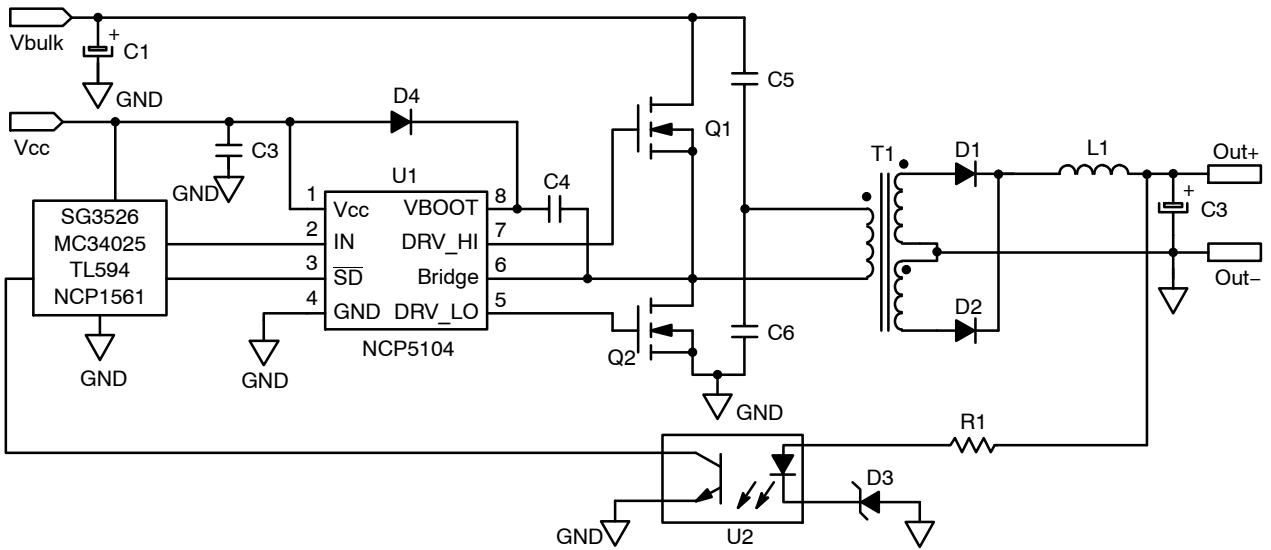 Vbulk
+
C1
GND
Vcc
C3
GND
D4
SG3526
MC34025
TL594
NCP1561
GND
U1
1 Vcc VBOOT 8
2 IN DRV_HI 7
3 SD Bridge 6
4 GND DRV_LO 5
NCP5104
GND
C4
Q1
Q2
C5
C6
GND
T1
D1
D2
L1
Out+
+
C3
Out−
R1
D3
U2
GND